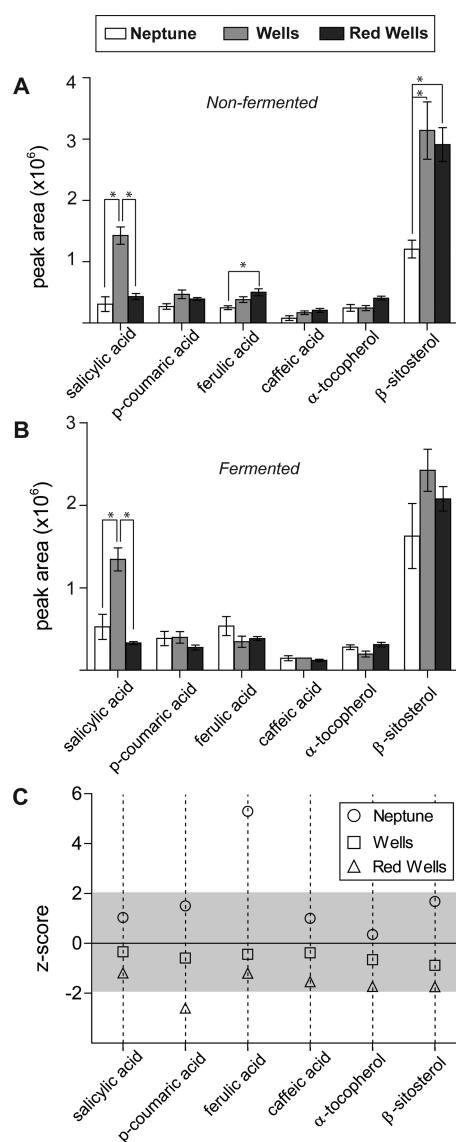 Neptune Wells Red Wells
A
Non-fermented
peak area (x10⁶)
4
3
2
1
* *
*
*
*
salicylic acid
p-coumaric acid
ferulic acid
caffeic acid
α-tocopherol
β-sitosterol
B
Fermented
peak area (x10⁶)
3
2
1
* *
salicylic acid
p-coumaric acid
ferulic acid
caffeic acid
α-tocopherol
β-sitosterol
C
z-score
6
4
2
0
-2
Neptune
Wells
Red Wells
salicylic acid
p-coumaric acid
ferulic acid
caffeic acid
α-tocopherol
β-sitosterol